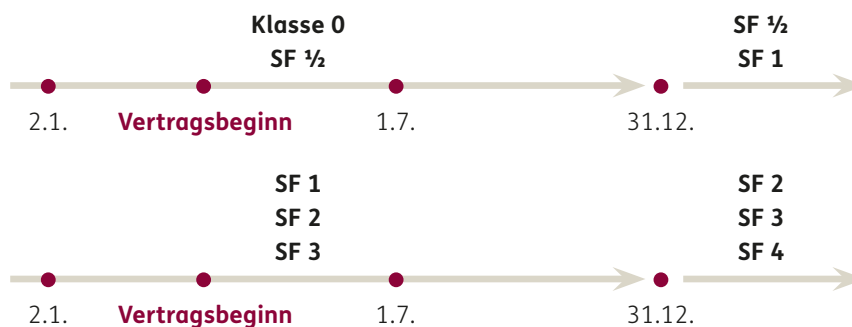 Klasse 0 SF ½
SF ½ SF 1
2.1. Vertragsbeginn 1.7. 31.12.
SF 1 SF 2
SF 2 SF 3
SF 3 SF 4
2.1. Vertragsbeginn 1.7. 31.12.